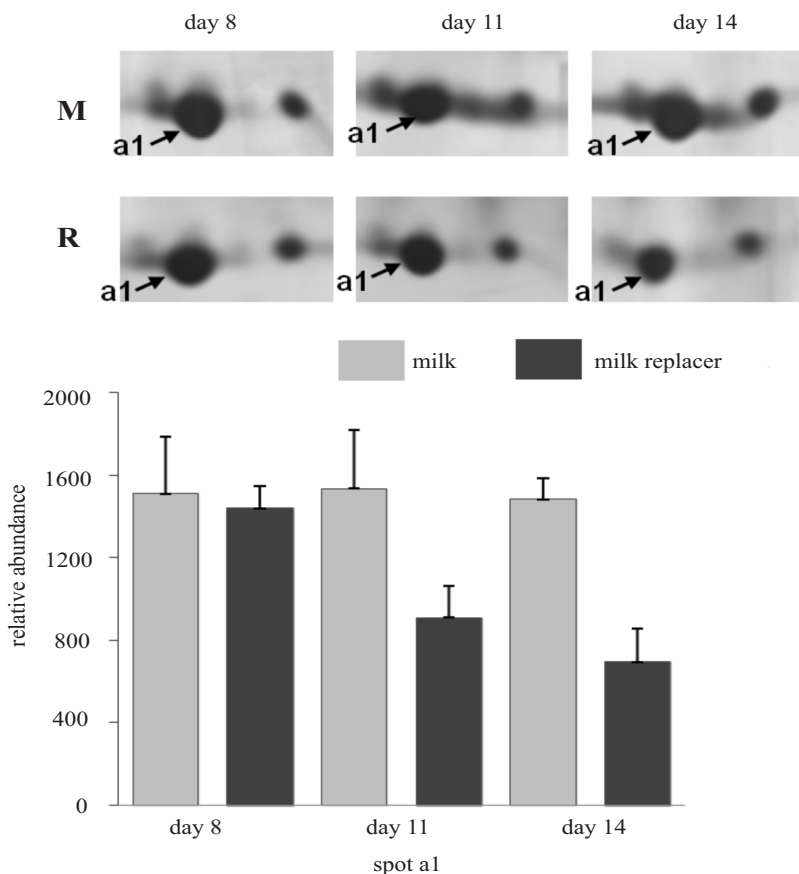 day 8 day 11 day 14
M
a1 a1 a1
R
a1 a1 a1
milk milk replacer
2000
1600
1200
800
400
0
relative abundance
day 8 day 11 day 14
spot a1